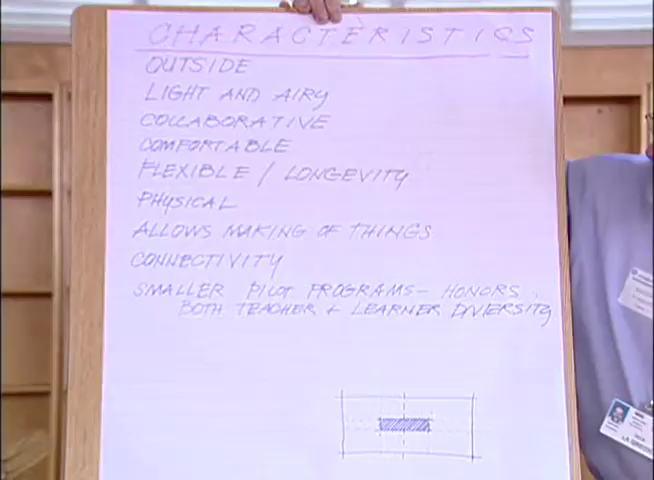 CHARACTERISTICS
OUTSIDE
LIGHT AND AIRY
COLLABORATIVE
COMFORTABLE
FLEXIBLE / LONGEVITY
PHYSICAL
ALLOWS MAKING OF THINGS
CONNECTIVITY
SMALLER PILOT PROGRAMS - HONORS
BOTH TEACHER + LEARNER DIVERSITY